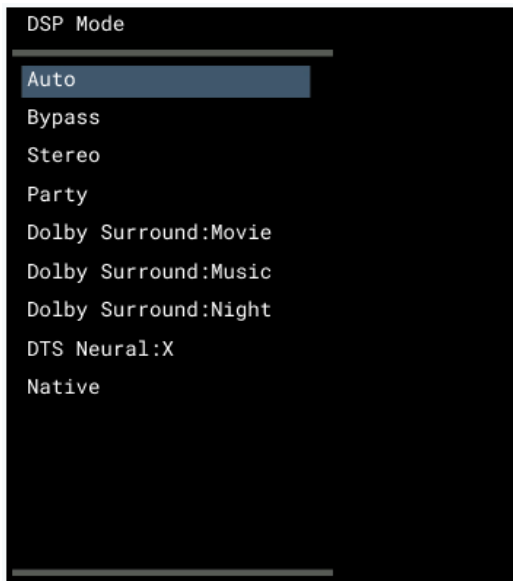 DSP Mode
Auto
Bypass
Stereo
Party
Dolby Surround:Movie
Dolby Surround:Music
Dolby Surround:Night
DTS Neural:X
Native